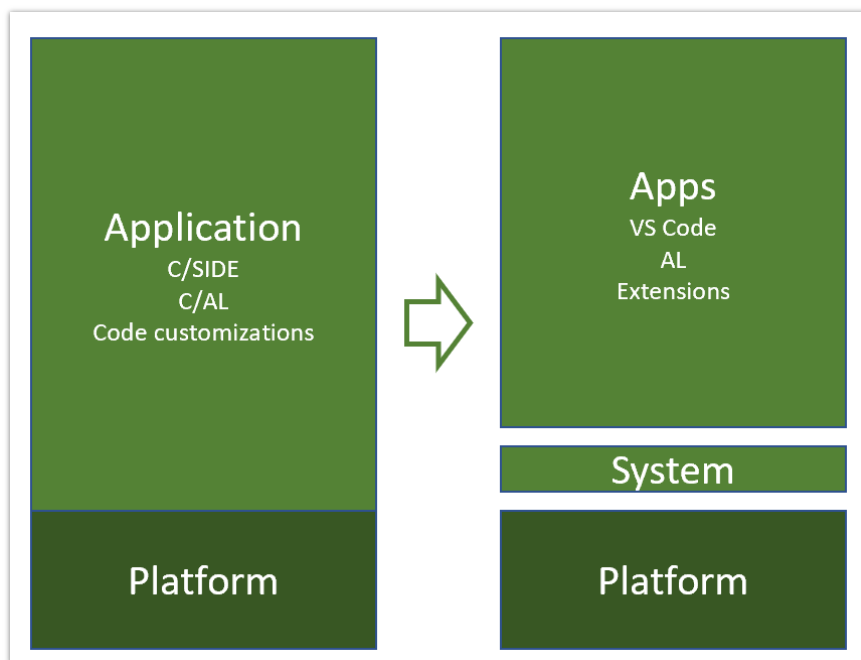 Application
C/SIDE
C/AL
Code customizations
Platform
Apps
VS Code
AL
Extensions
System
Platform